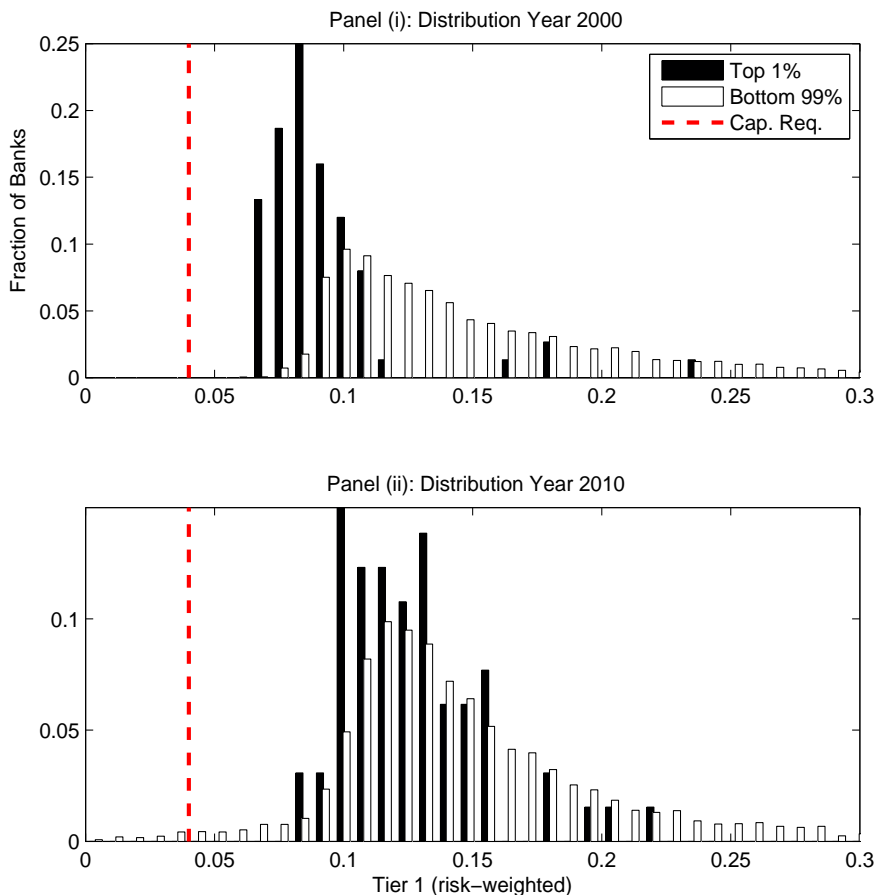 Panel (i): Distribution Year 2000
0.25
0.2
0.15
0.1
0.05
0
Fraction of Banks
Top 1%
Bottom 99%
Cap. Req.
0 0.05 0.1 0.15 0.2 0.25 0.3
Panel (ii): Distribution Year 2010
0.1
0.05
0
0 0.05 0.1 0.15 0.2 0.25 0.3
Tier 1 (risk−weighted)